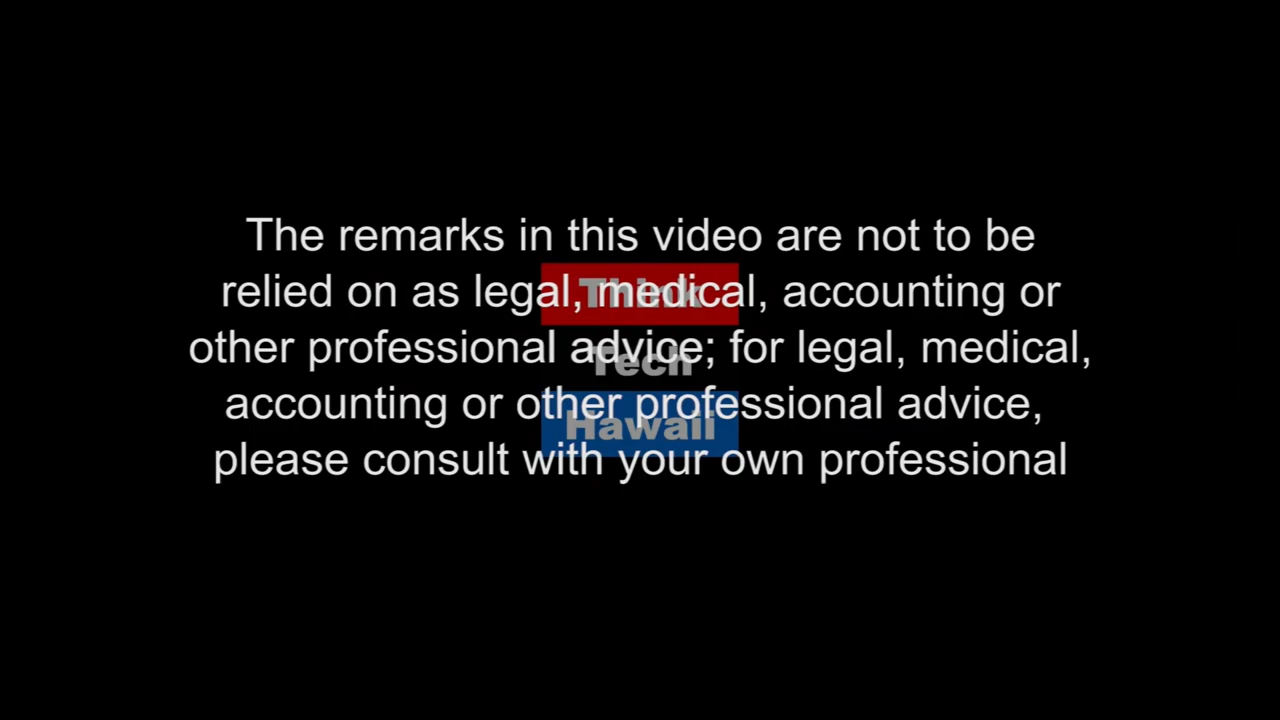 The remarks in this video are not to be
relied on as legal, medical, accounting or
other professional advice; for legal, medical,
accounting or other professional advice,
please consult with your own professional
Think
Tech
Hawaii